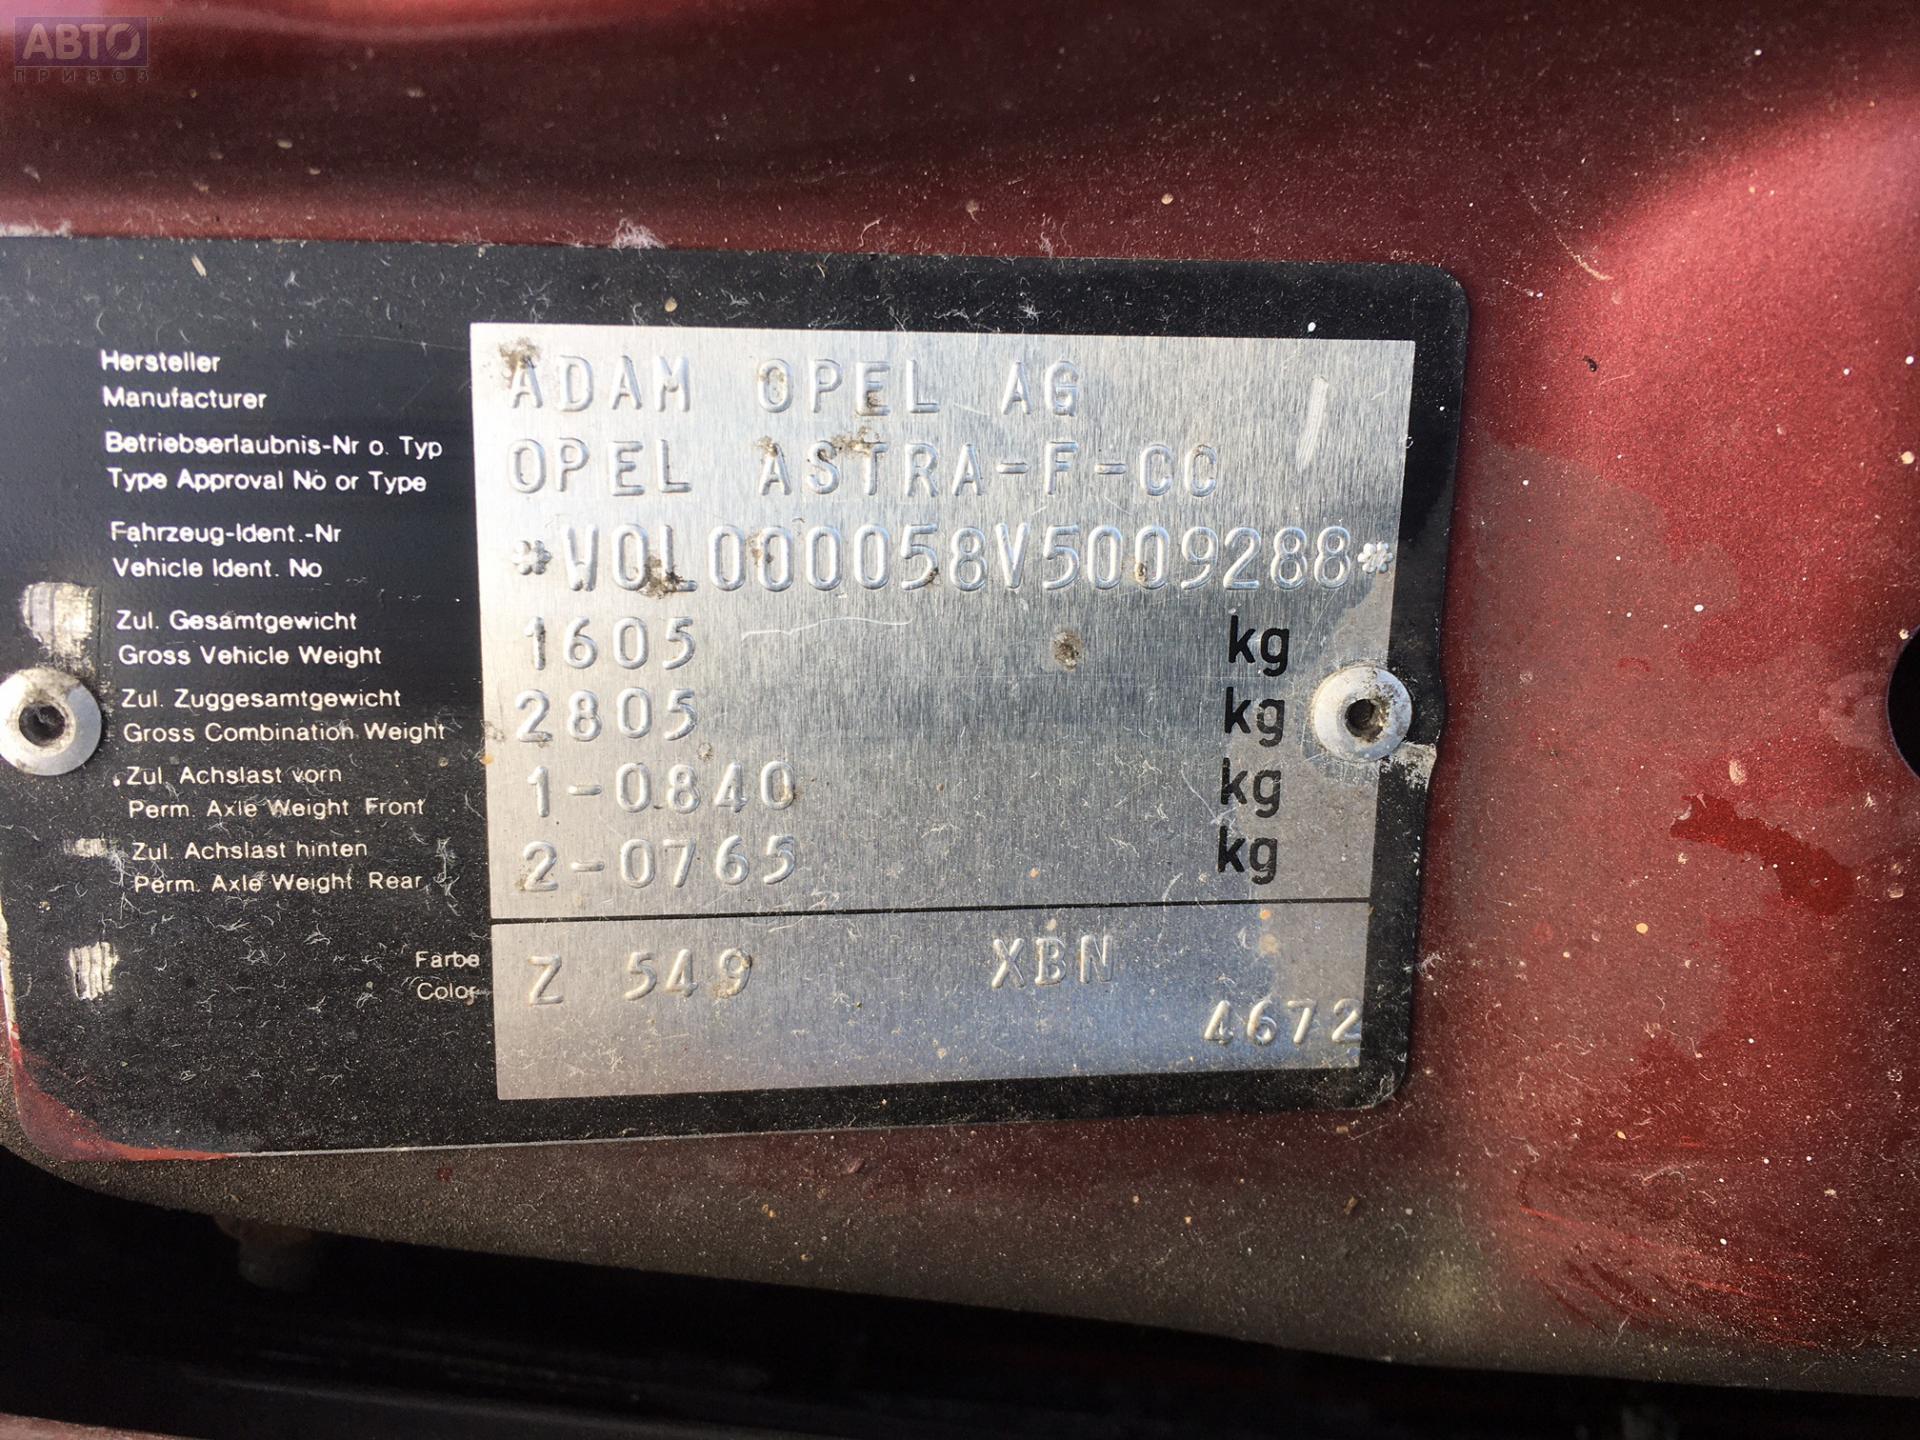 АВТО
ПРИВОЗ
Hersteller
Manufacturer
ADAM OPEL AG
Betriebserlaubnis-Nr o. Typ
Type Approval No or Type
OPEL ASTRA-F-CC
Fahrzeug-Ident.-Nr
Vehicle Ident. No
*W0L000058V5009288*
Zul. Gesamtgewicht
Gross Vehicle Weight
1605 kg
Zul. Zuggesamtgewicht
Gross Combination Weight
2805 kg
Zul. Achslast vorn
Perm. Axle Weight Front
1-0840 kg
Zul. Achslast hinten
Perm. Axle Weight Rear
2-0765 kg
Farbe
Color
Z 549 XBN
4672